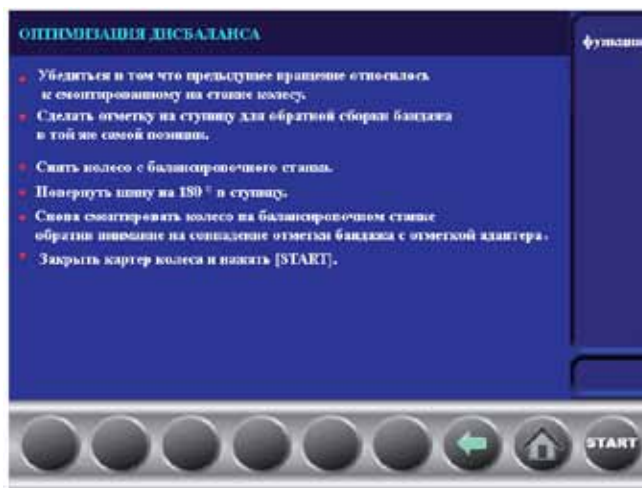 ОПТИМИЗАЦИЯ ДИСБАЛАНСА
функции
Убедиться в том что предыдущее вращение относилось
к смонтированному на станке колесу.
Сделать отметку на ступицу для обратной сборки бандажа
в той же самой позиции.
Снять колесо с балансировочного станка.
Повернуть шину на 180 ° в ступицу.
Снова смонтировать колесо на балансировочном станке
обратив внимание на совпадение отметки бандажа с отметкой адаптера.
Закрыть картер колеса и нажать [START].
START